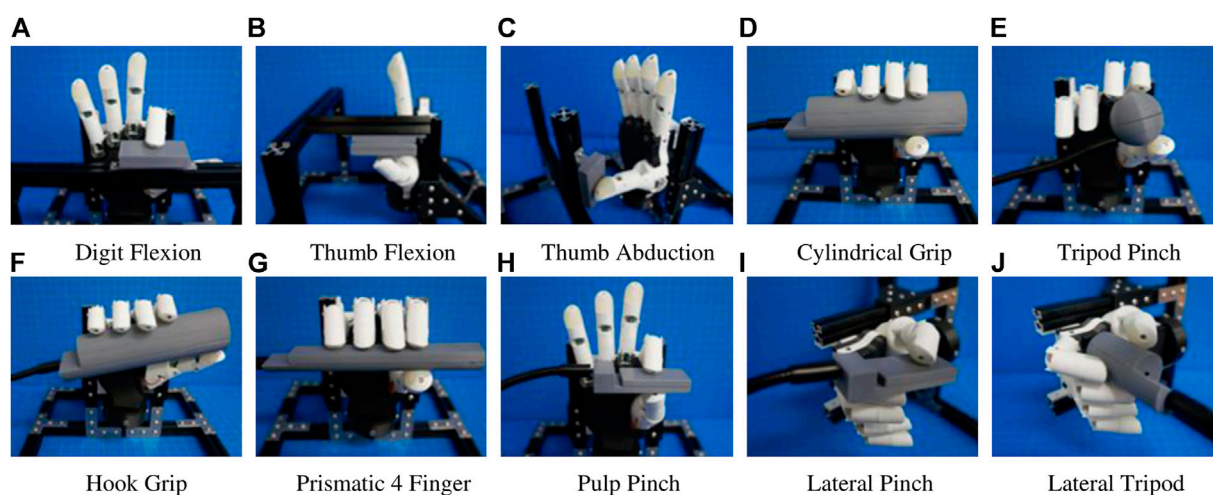 A B C D E
Digit Flexion Thumb Flexion Thumb Abduction Cylindrical Grip Tripod Pinch
F G H I J
Hook Grip Prismatic 4 Finger Pulp Pinch Lateral Pinch Lateral Tripod